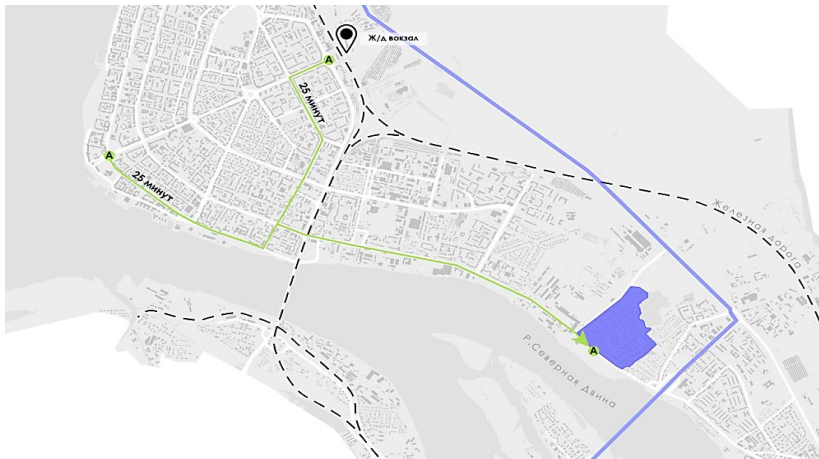 Ж/д вокзал
А
25 минут
А
25 минут
Железная дорога
р.Северная Двина
А